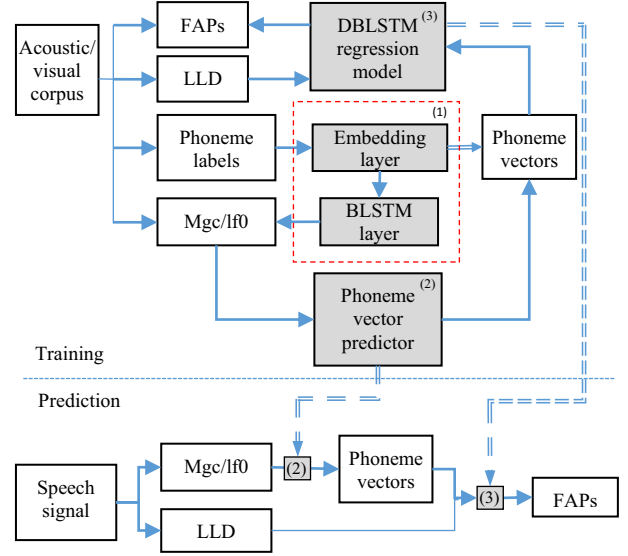 FAPs
DBLSTM (3)
regression
model
Acoustic/
visual
corpus
LLD
(1)
Phoneme
labels
Embedding
layer
Phoneme
vectors
Mgc/lf0
BLSTM
layer
Phoneme (2)
vector
predictor
Training
Prediction
Mgc/lf0
(2)
Phoneme
vectors
Speech
signal
(3)
FAPs
LLD